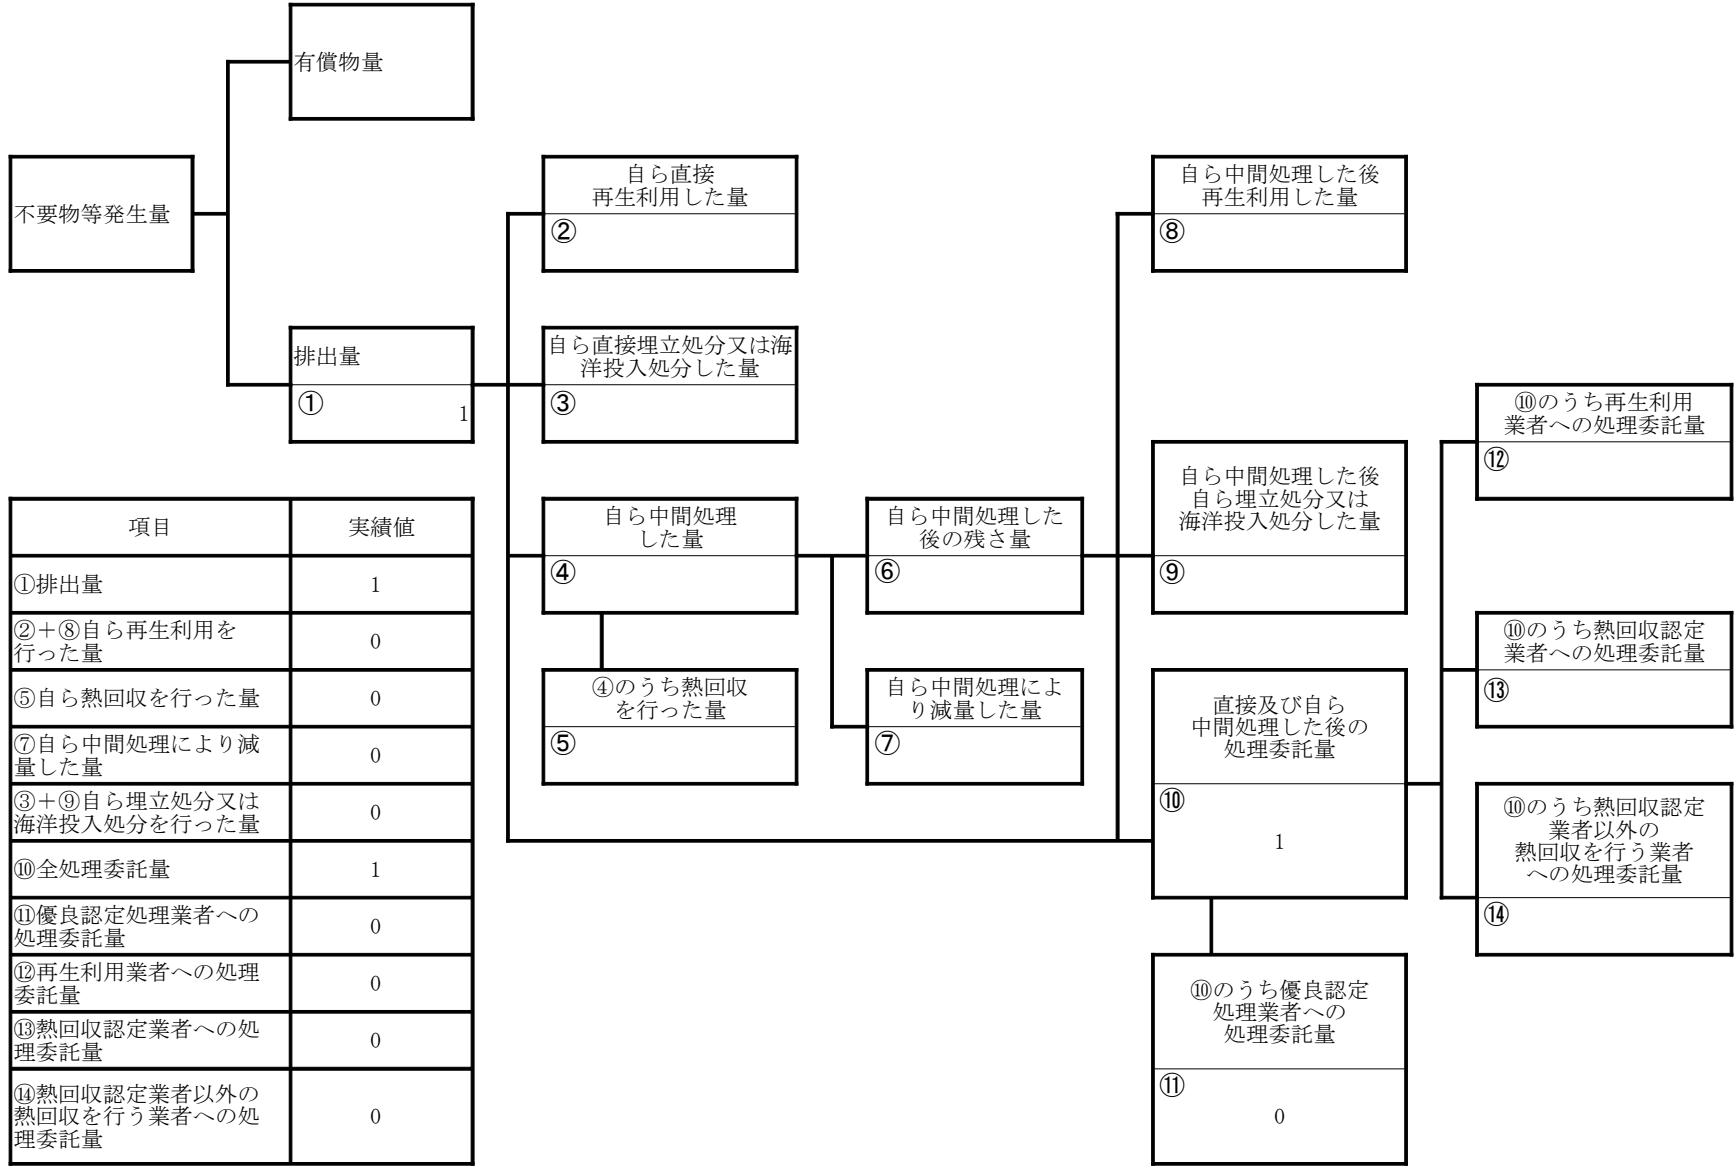 有償物量
不要物等発生量
排出量
①
1
自ら直接
再生利用した量
②
自ら直接埋立処分又は海
洋投入処分した量
③
自ら中間処理
した量
④
④のうち熱回収
を行った量
⑤
自ら中間処理した
後の残さ量
⑥
自ら中間処理によ
り減量した量
⑦
自ら中間処理した後
再生利用した量
⑧
自ら中間処理した後
自ら埋立処分又は
海洋投入処分した量
⑨
直接及び自ら
中間処理した後の
処理委託量
⑩
1
⑩のうち優良認定
処理業者への
処理委託量
⑪
0
⑩のうち再生利用
業者への処理委託量
⑫
⑩のうち熱回収認定
業者への処理委託量
⑬
⑩のうち熱回収認定
業者以外の
熱回収を行う業者
への処理委託量
⑭
項目 実績値
①排出量 1
②+⑧自ら再生利用を
行った量 0
⑤自ら熱回収を行った量 0
⑦自ら中間処理により減
量した量 0
③+⑨自ら埋立処分又は
海洋投入処分を行った量 0
⑩全処理委託量 1
⑪優良認定処理業者への
処理委託量 0
⑫再生利用業者への処理
委託量 0
⑬熱回収認定業者への処
理委託量 0
⑭熱回収認定業者以外の
熱回収を行う業者への処 0
理委託量